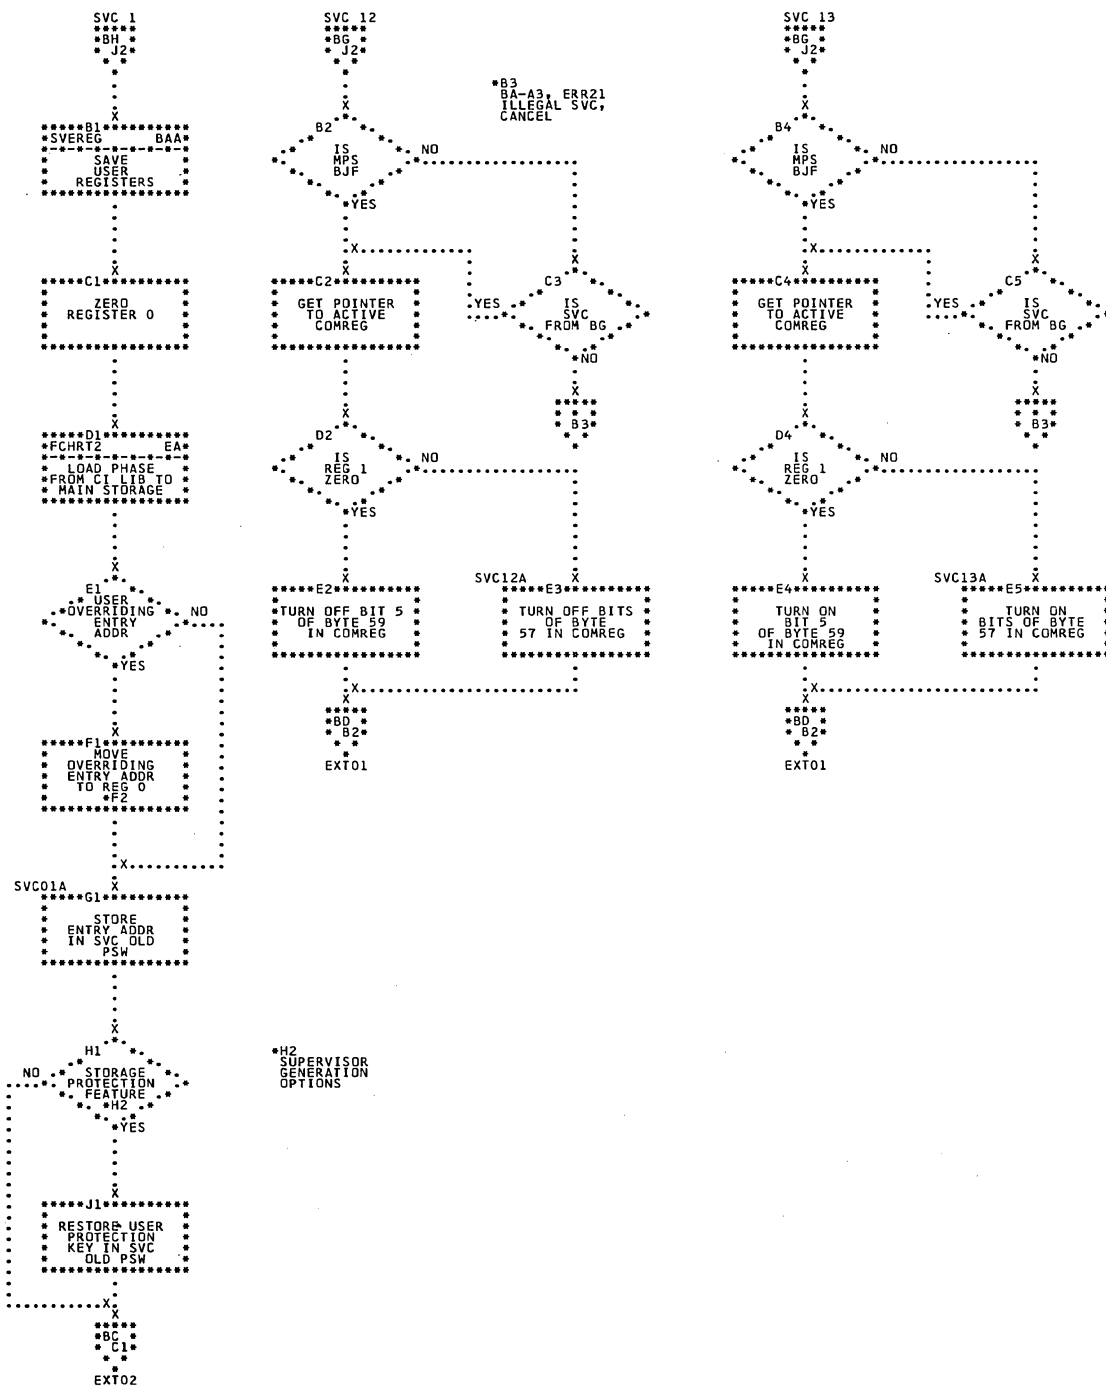 SVC 1
BH
J2
B1
SVEREG BAA
SAVE
USER
REGISTERS
C1
ZERO
REGISTER 0
D1
FCHRT2 EA
LOAD PHASE
FROM CI LIB TO
MAIN STORAGE
E1
USER
OVERRIDING
ENTRY
ADDR
NO
YES
F1
MOVE
OVERRIDING
ENTRY ADDR
TO REG 0
*F2
SVC01A
G1
STORE
ENTRY ADDR
IN SVC OLD
PSW
H1
STORAGE
PROTECTION
FEATURE
*H2
NO
YES
J1
RESTORE USER
PROTECTION
KEY IN SVC
OLD PSW
BC
C1
EXT02
SVC 12
BG
J2
*B3
BA-A3, ERR21
ILLEGAL SVC,
CANCEL
B2
IS
MPS
BJF
NO
YES
C2
GET POINTER
TO ACTIVE
COMREG
C3
IS
SVC
FROM BG
YES
NO
B3
D2
IS
REG 1
ZERO
NO
YES
E2
TURN OFF BIT 5
OF BYTE 59
IN COMREG
SVC12A
E3
TURN OFF BITS
OF BYTE
57 IN COMREG
BD
B2
EXT01
*H2
SUPERVISOR
GENERATION
OPTIONS
SVC 13
BG
J2
B4
IS
MPS
BJF
NO
YES
C4
GET POINTER
TO ACTIVE
COMREG
C5
IS
SVC
FROM BG
YES
NO
B3
D4
IS
REG 1
ZERO
NO
YES
E4
TURN ON
BIT 5
OF BYTE 59
IN COMREG
SVC13A
E5
TURN ON
BITS OF BYTE
57 IN COMREG
BD
B2
EXT01